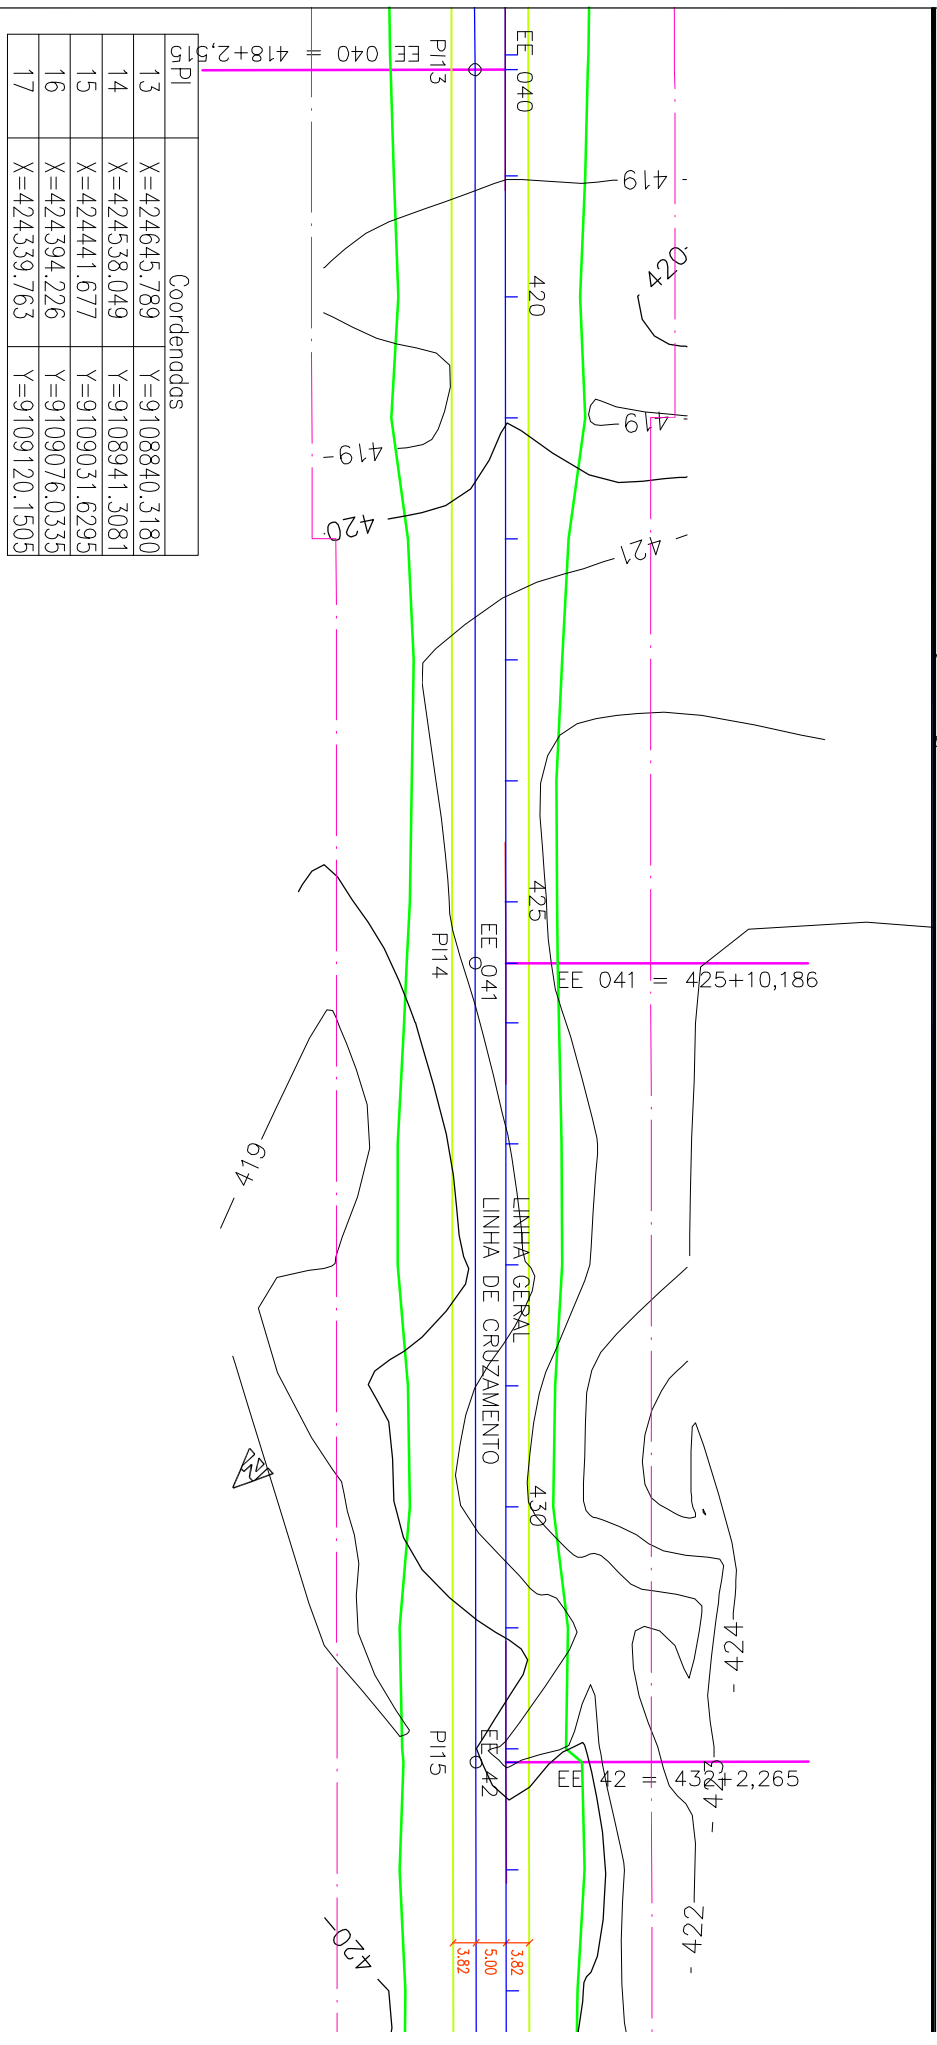 PI Coordenadas
13 X=424645.789 Y=9108840.3180
14 X=424538.049 Y=9108941.3081
15 X=424441.677 Y=9109031.6295
16 X=424394.226 Y=9109076.0335
17 X=424339.763 Y=9109120.1505
EE 040 = 418+2,515
PI13
EE 040
419
420
420
419
419
420
421
425
EE 041
PI14
EE 041 = 425+10,186
419
LINHA GERAL
LINHA DE CRUZAMENTO
N
430
424
PI15
EE 42
EE 42 = 432+2,265
423
422
420
3.82
5.00
3.82